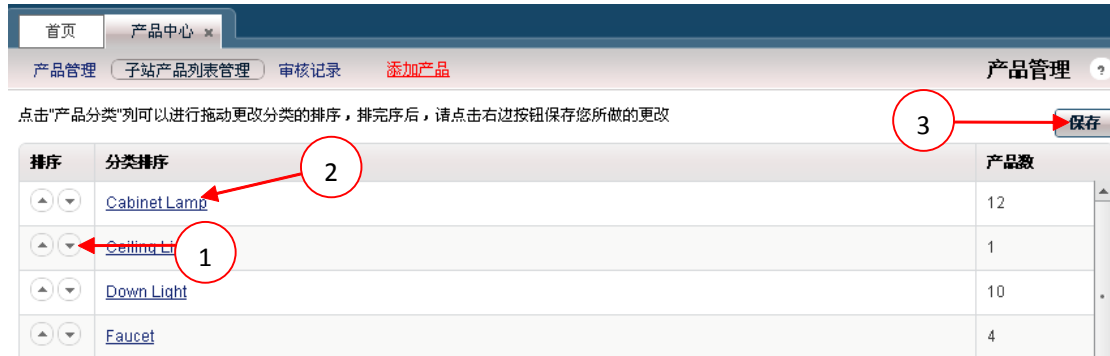 首页 产品中心 ×
产品管理 子站产品列表管理 审核记录 添加产品 产品管理 ?
点击"产品分类"列可以进行拖动更改分类的排序，排完序后，请点击右边按钮保存您所做的更改
3 保存
排序 分类排序 产品数
2
Cabinet Lamp 12
Ceiling Li 1
1
Down Light 10
Faucet 4